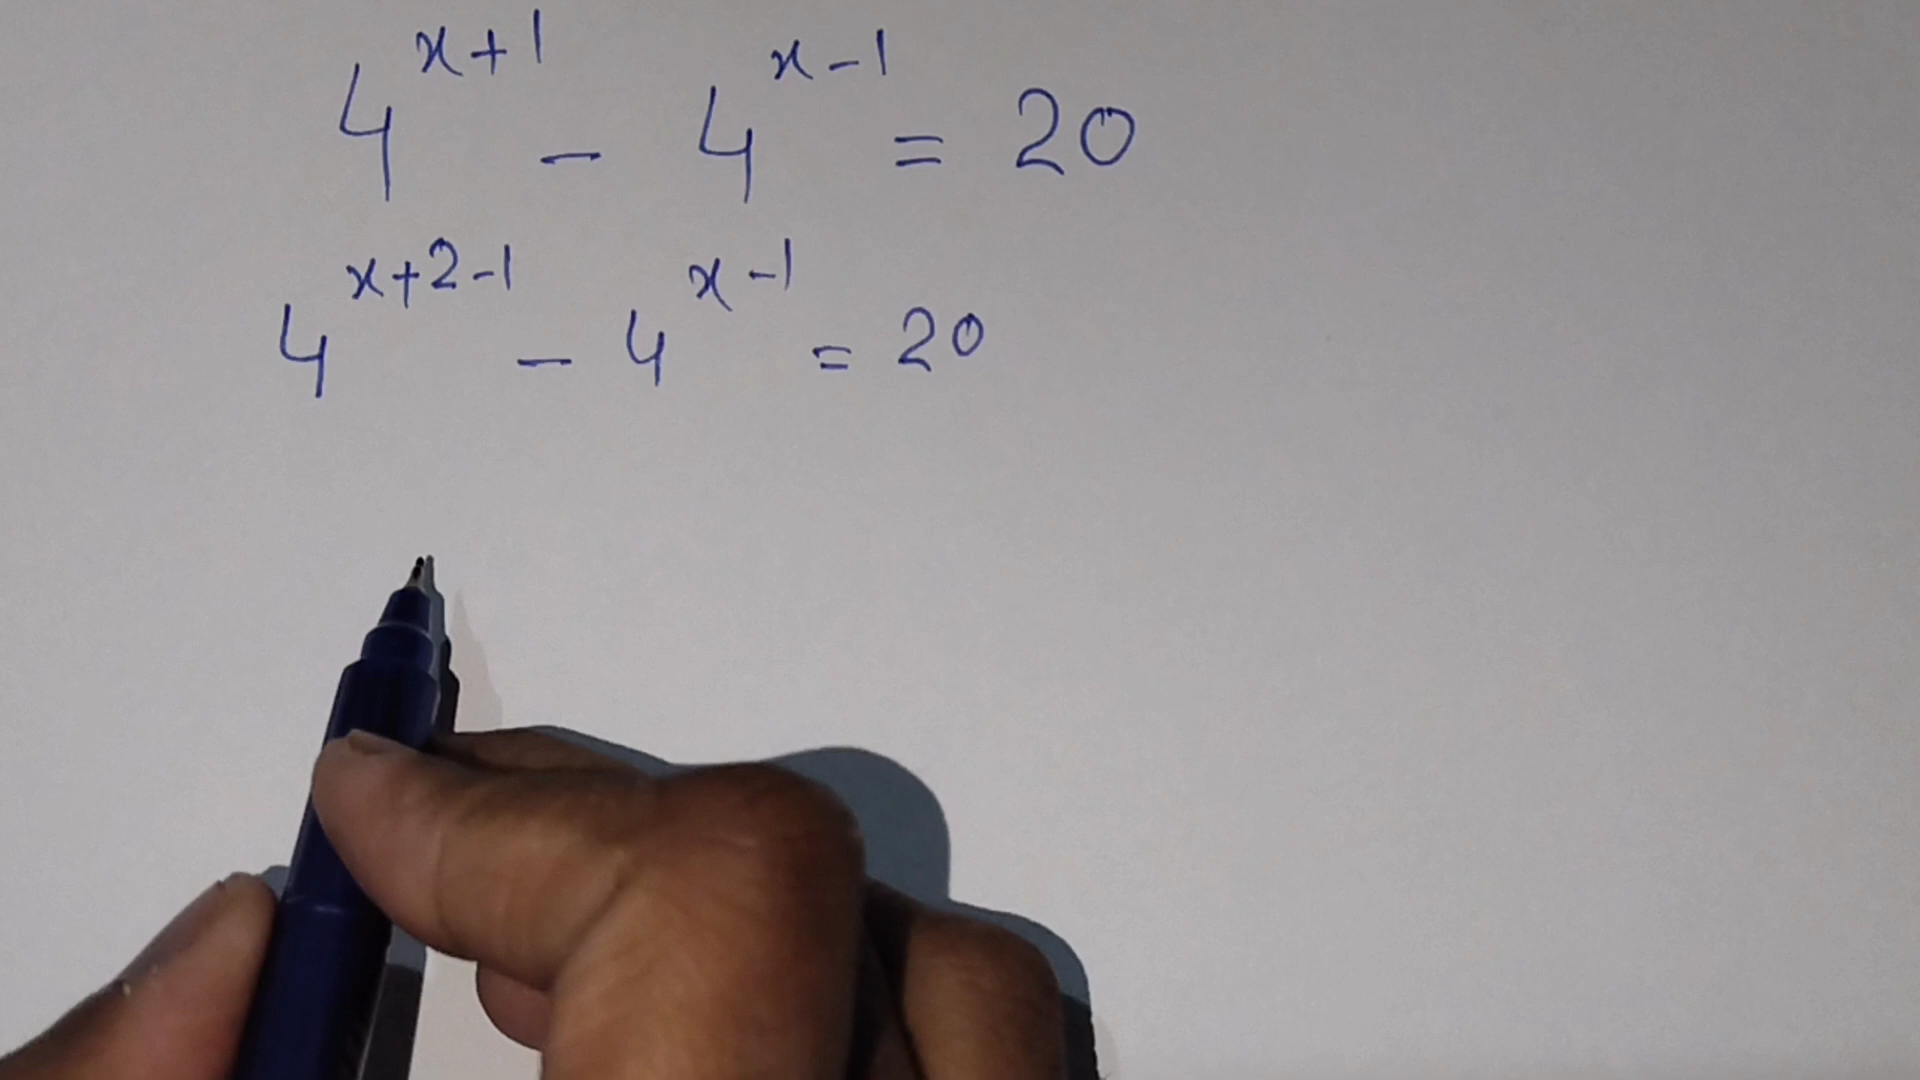 4^{x+1} - 4^{x-1} = 20
4^{x+2-1} - 4^{x-1} = 20